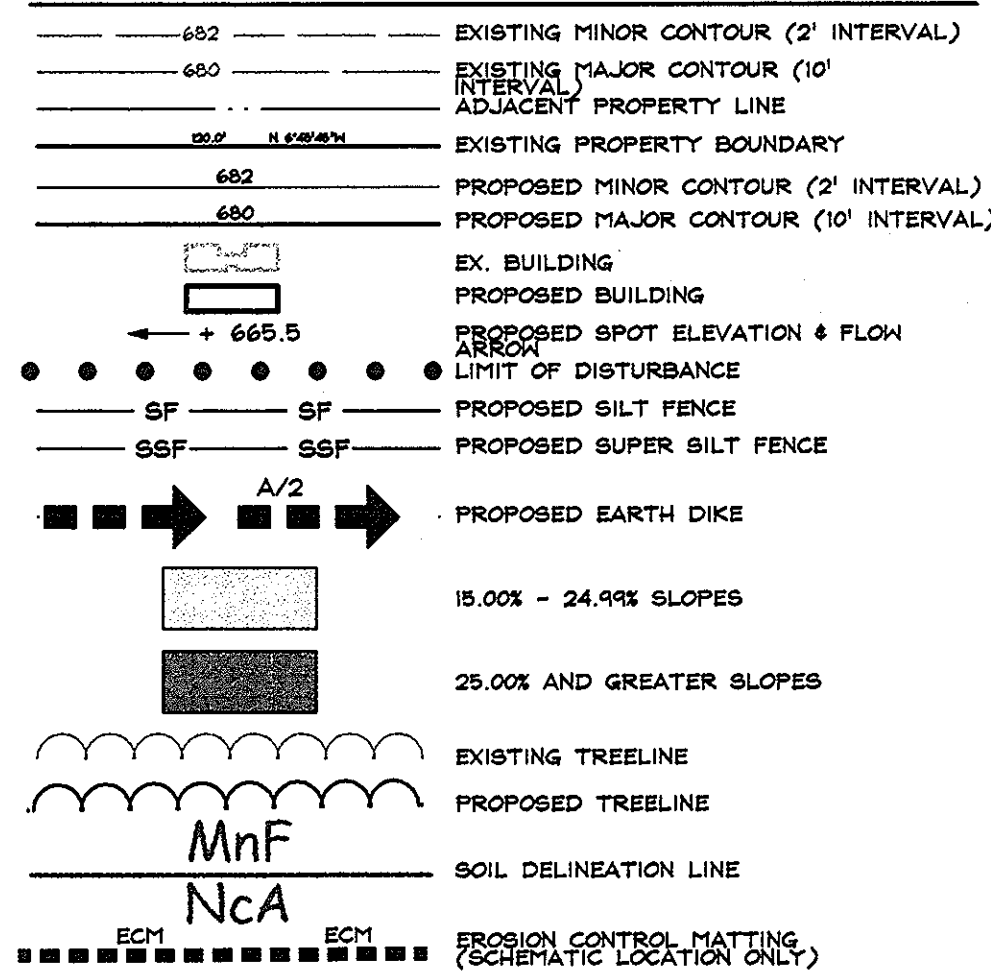 682 EXISTING MINOR CONTOUR (2' INTERVAL)
680 EXISTING MAJOR CONTOUR (10'
INTERVAL)
ADJACENT PROPERTY LINE
120.0' N 6°48'48"W EXISTING PROPERTY BOUNDARY
682 PROPOSED MINOR CONTOUR (2' INTERVAL)
680 PROPOSED MAJOR CONTOUR (10' INTERVAL)
EX. BUILDING
PROPOSED BUILDING
+ 665.5 PROPOSED SPOT ELEVATION & FLOW
ARROW
LIMIT OF DISTURBANCE
SF SF PROPOSED SILT FENCE
SSF SSF PROPOSED SUPER SILT FENCE
A/2
PROPOSED EARTH DIKE
15.00% - 24.99% SLOPES
25.00% AND GREATER SLOPES
EXISTING TREELINE
PROPOSED TREELINE
MnF
SOIL DELINEATION LINE
NcA
ECM ECM EROSION CONTROL MATTING
(SCHEMATIC LOCATION ONLY)